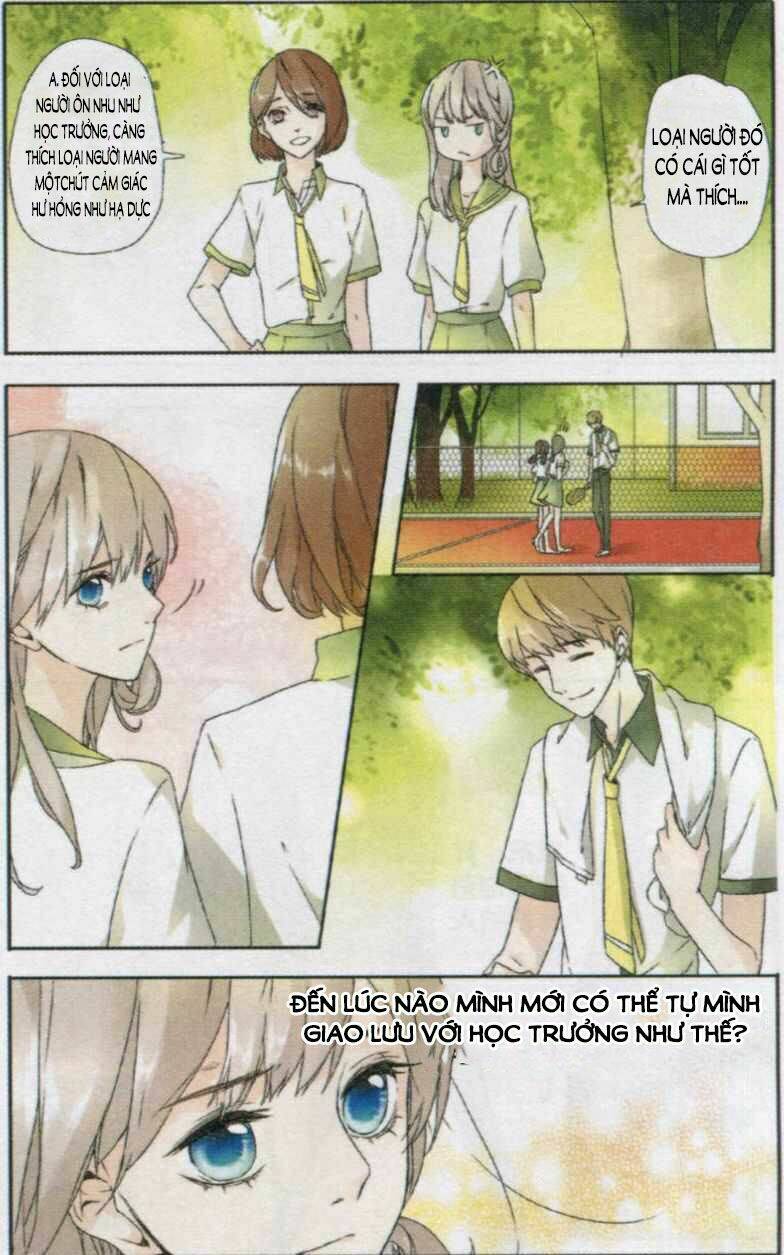 A. ĐỐI VỚI LOẠI
NGƯỜI ÔN NHU NHƯ
HỌC TRƯỞNG, CÀNG
THÍCH LOẠI NGƯỜI MANG
MỘTCHÚT CẢM GIÁC
HƯ HỎNG NHƯ HẠ DỰC
LOẠI NGƯỜI ĐÓ
CÓ CÁI GÌ TỐT
MÀ THÍCH....
ĐẾN LÚC NÀO MÌNH MỚI CÓ THỂ TỰ MÌNH
GIAO LƯU VỚI HỌC TRƯỞNG NHƯ THẾ?